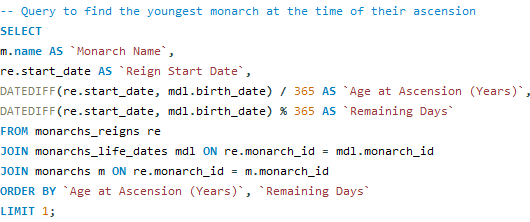 -- Query to find the youngest monarch at the time of their ascension
SELECT
m.name AS `Monarch Name`,
re.start_date AS `Reign Start Date`,
DATEDIFF(re.start_date, mdl.birth_date) / 365 AS `Age at Ascension (Years)`,
DATEDIFF(re.start_date, mdl.birth_date) % 365 AS `Remaining Days`
FROM monarchs_reigns re
JOIN monarchs_life_dates mdl ON re.monarch_id = mdl.monarch_id
JOIN monarchs m ON re.monarch_id = m.monarch_id
ORDER BY `Age at Ascension (Years)`, `Remaining Days`
LIMIT 1;